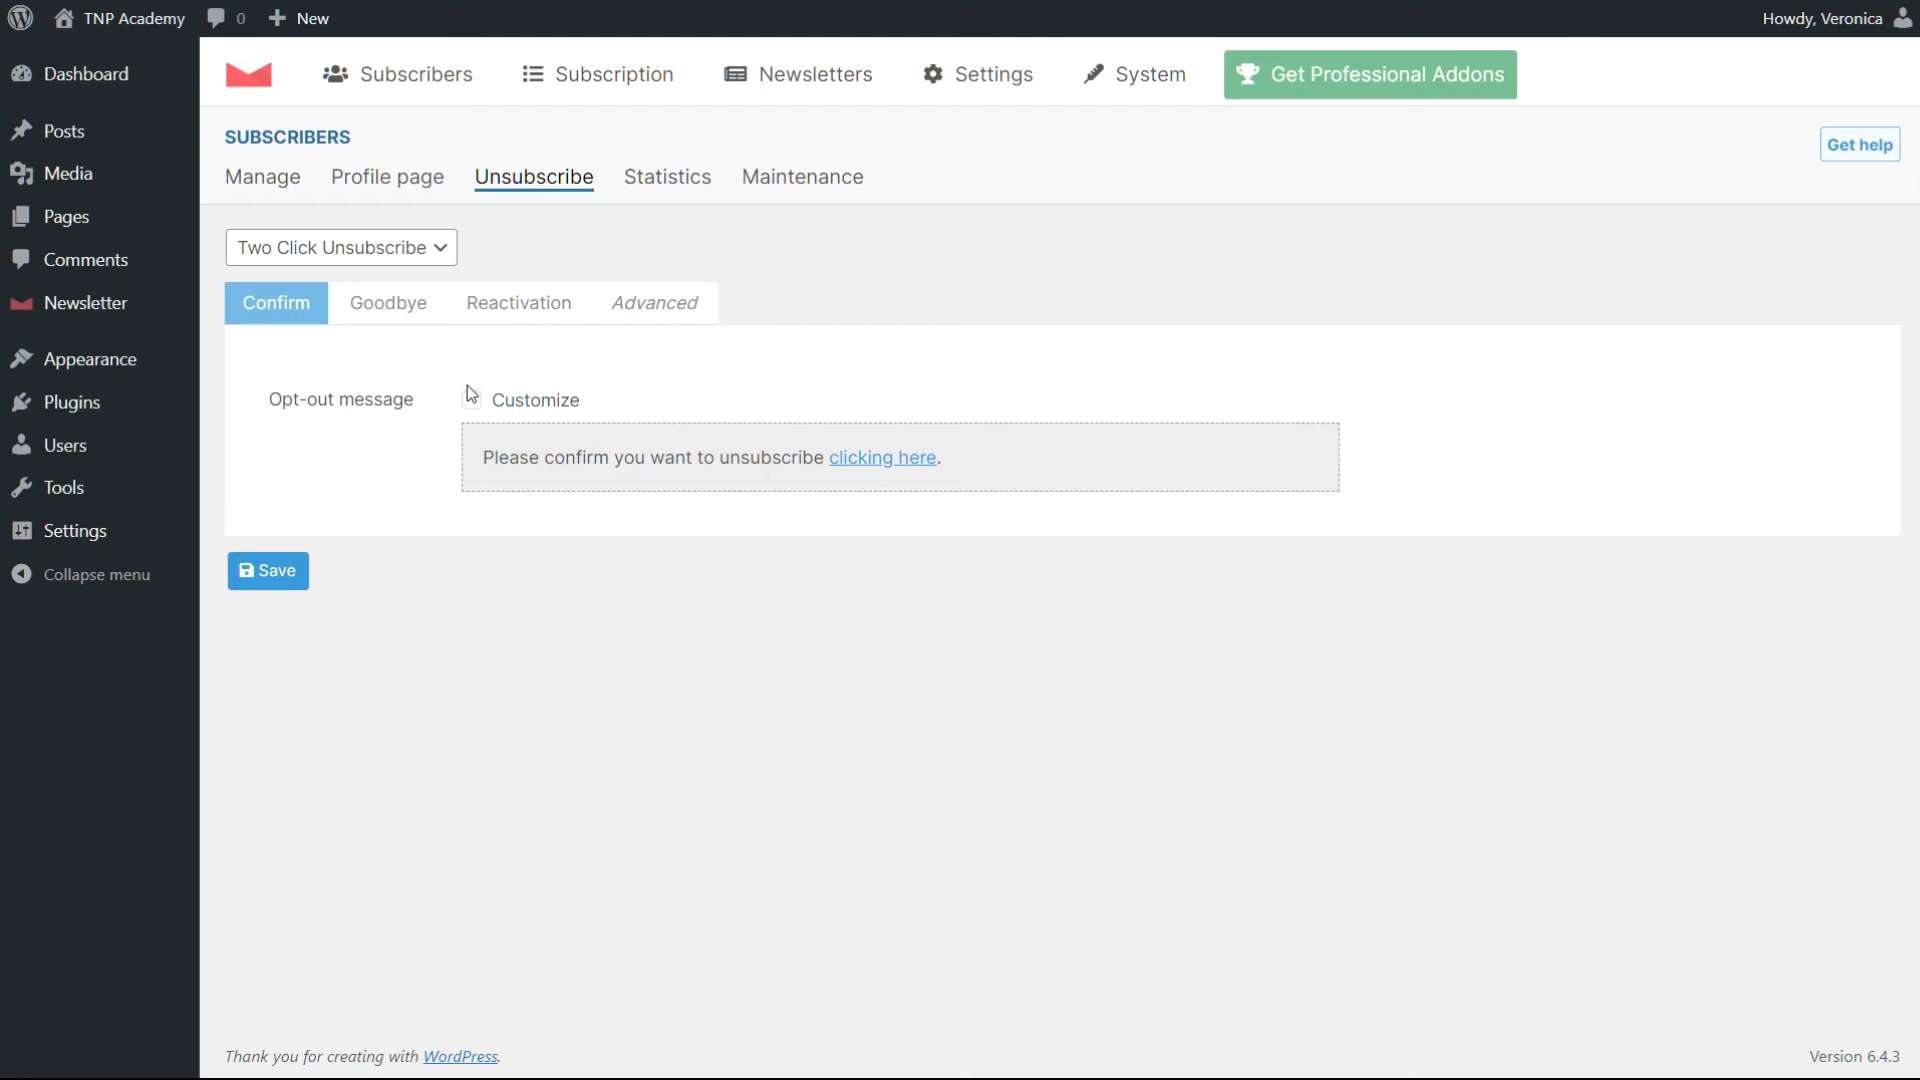 TNP Academy 0 New Howdy, Veronica
Dashboard
Posts
Media
Pages
Comments
Newsletter
Appearance
Plugins
Users
Tools
Settings
Collapse menu
Subscribers Subscription Newsletters Settings System Get Professional Addons
SUBSCRIBERS
Get help
Manage Profile page Unsubscribe Statistics Maintenance
Two Click Unsubscribe
Confirm Goodbye Reactivation Advanced
Opt-out message Customize
Please confirm you want to unsubscribe clicking here.
Save
Thank you for creating with WordPress. Version 6.4.3